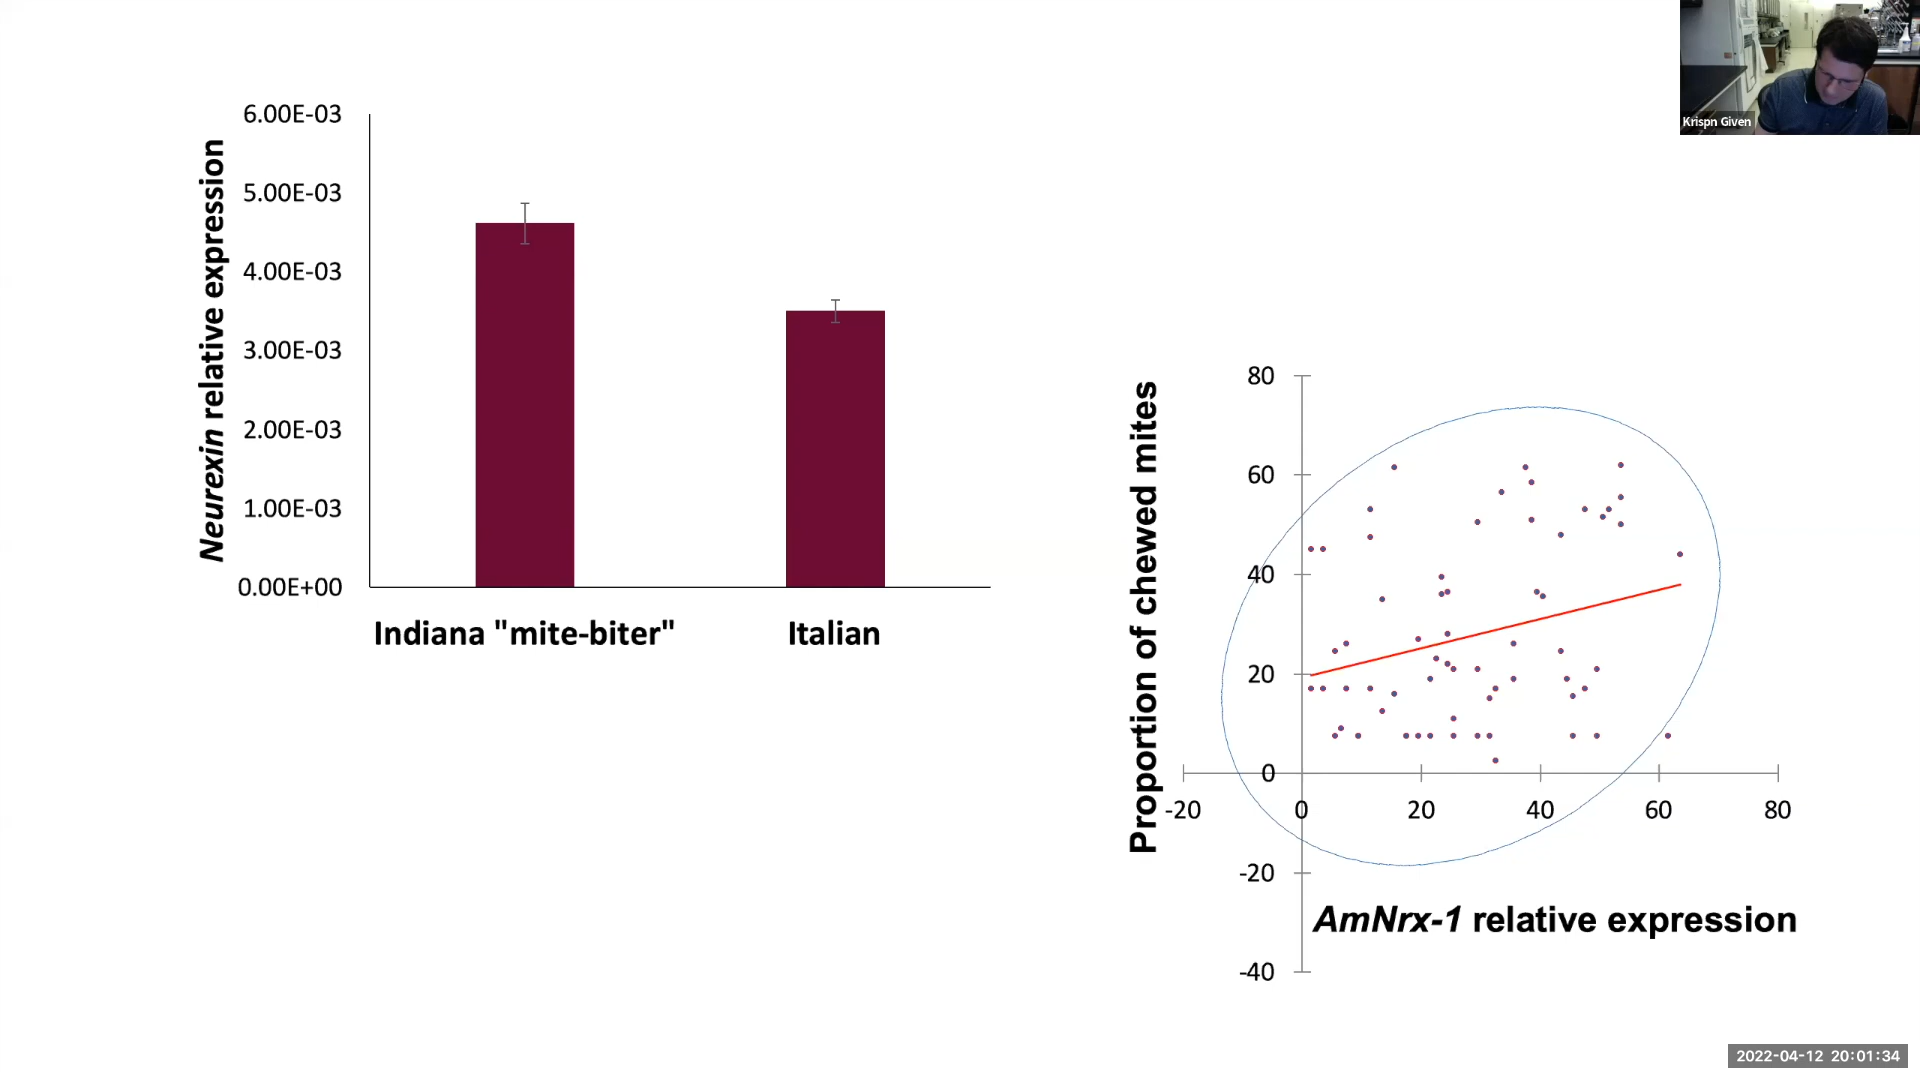 Krispn Given
Neurexin relative expression
6.00E-03
5.00E-03
4.00E-03
3.00E-03
2.00E-03
1.00E-03
0.00E+00
Indiana "mite-biter"
Italian
Proportion of chewed mites
80
60
40
20
0
-20
-40
-20
0
20
40
60
80
AmNrx-1 relative expression
2022-04-12 20:01:34